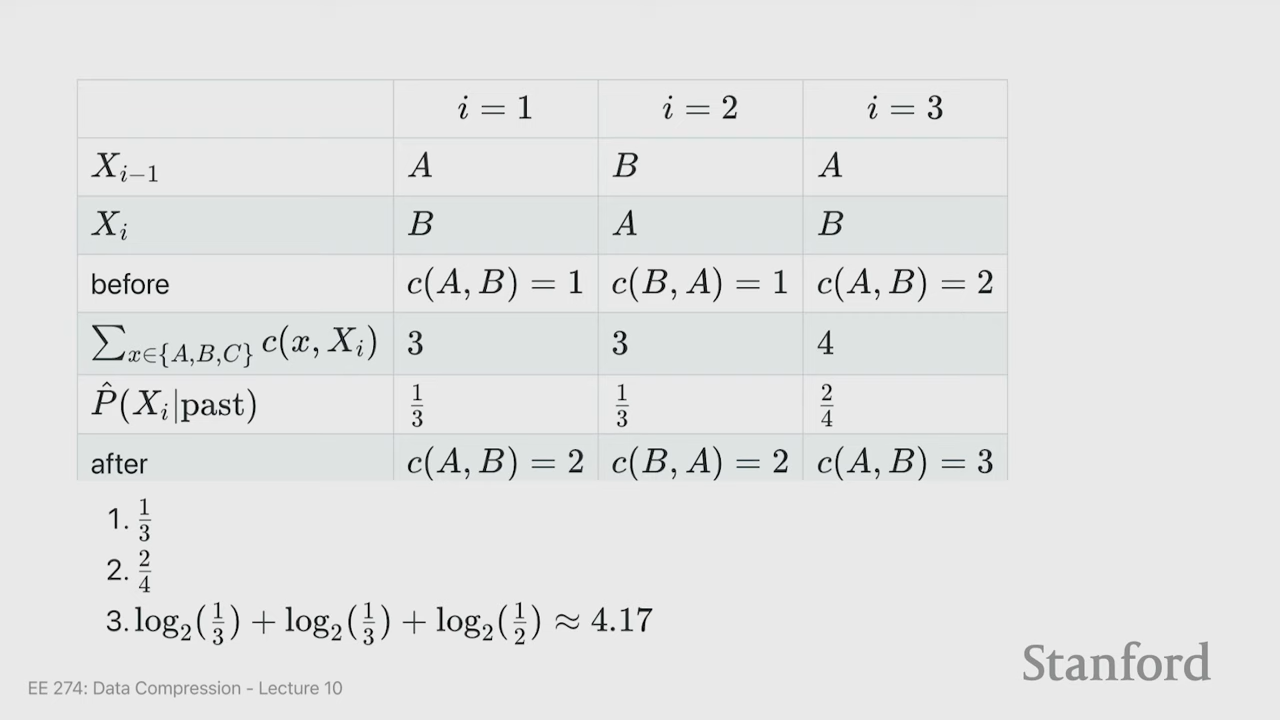 i = 1 i = 2 i = 3
X_{i−1} A B A
X_i B A B
before c(A, B) = 1 c(B, A) = 1 c(A, B) = 2
∑_{x∈{A,B,C}} c(x, X_i) 3 3 4
P̂(X_i|past) 1/3 1/3 2/4
after c(A, B) = 2 c(B, A) = 2 c(A, B) = 3
1. 1/3
2. 2/4
3. log₂(1/3) + log₂(1/3) + log₂(1/2) ≈ 4.17
Stanford
EE 274: Data Compression - Lecture 10